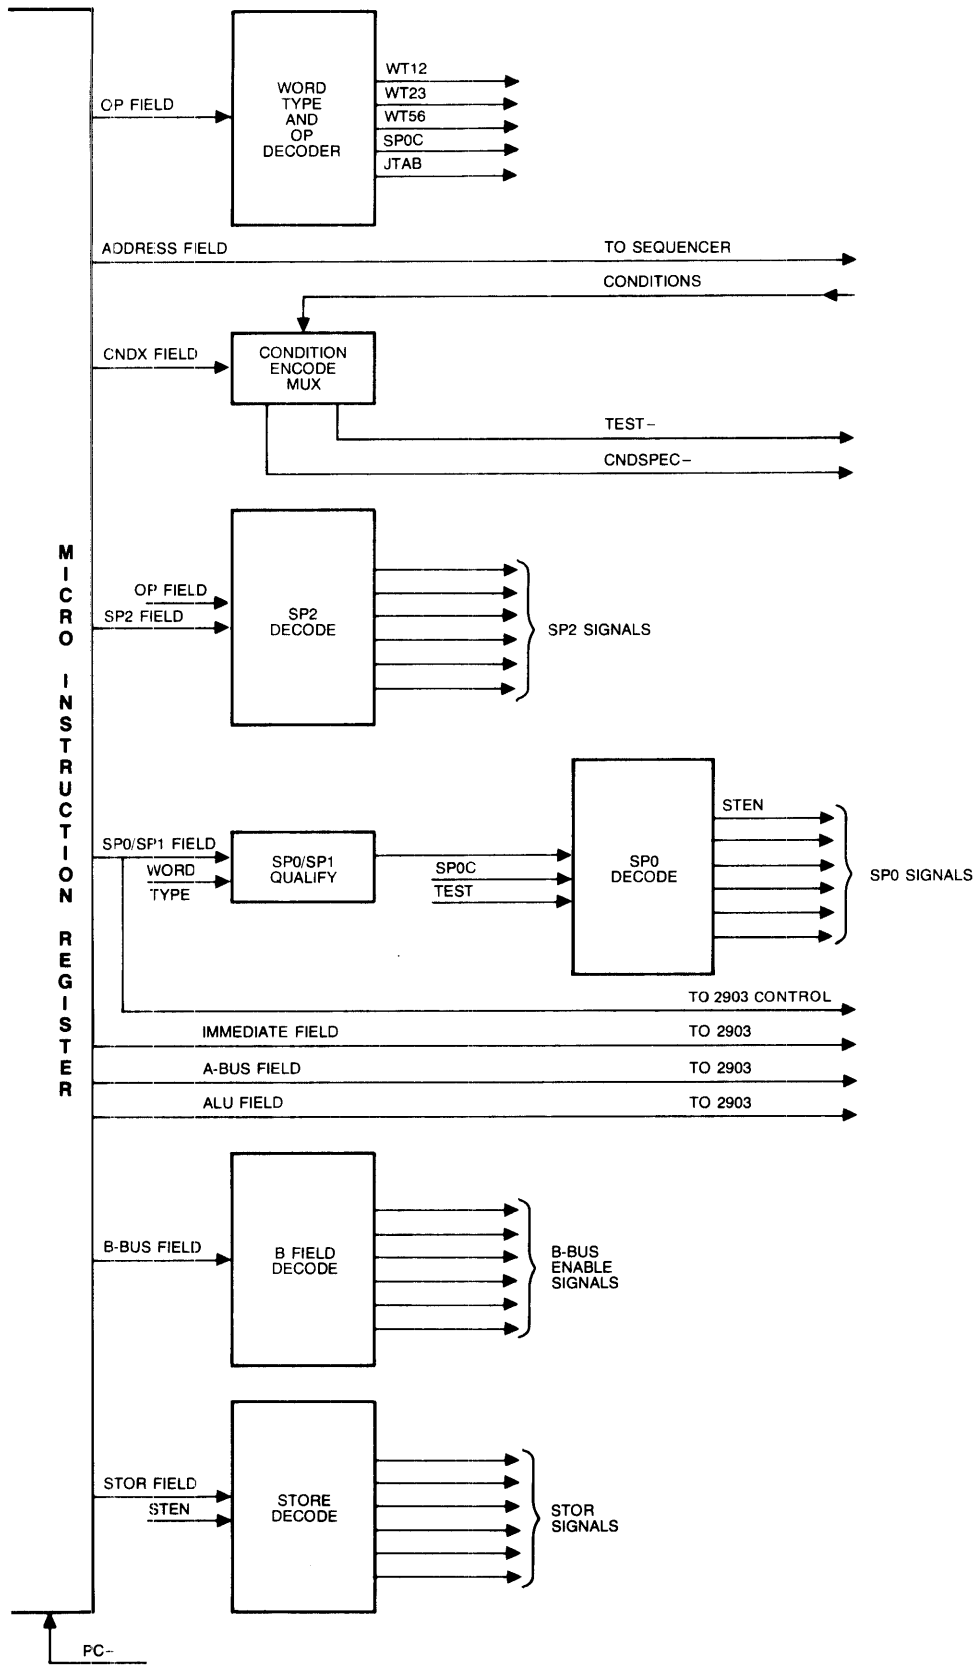 WORD
TYPE
AND
OP
DECODER
OP FIELD
WT12
WT23
WT56
SP0C
JTAB
ADDRESS FIELD
TO SEQUENCER
CONDITIONS
CNDX FIELD
CONDITION
ENCODE
MUX
TEST–
CNDSPEC–
MICRO INSTRUCTION REGISTER
OP FIELD
SP2 FIELD
SP2
DECODE
SP2 SIGNALS
SP0/SP1 FIELD
WORD
TYPE
SP0/SP1
QUALIFY
SP0C
TEST
SP0
DECODE
STEN
SP0 SIGNALS
TO 2903 CONTROL
IMMEDIATE FIELD
TO 2903
A-BUS FIELD
TO 2903
ALU FIELD
TO 2903
B-BUS FIELD
B FIELD
DECODE
B-BUS
ENABLE
SIGNALS
STOR FIELD
STEN
STORE
DECODE
STOR
SIGNALS
PC–